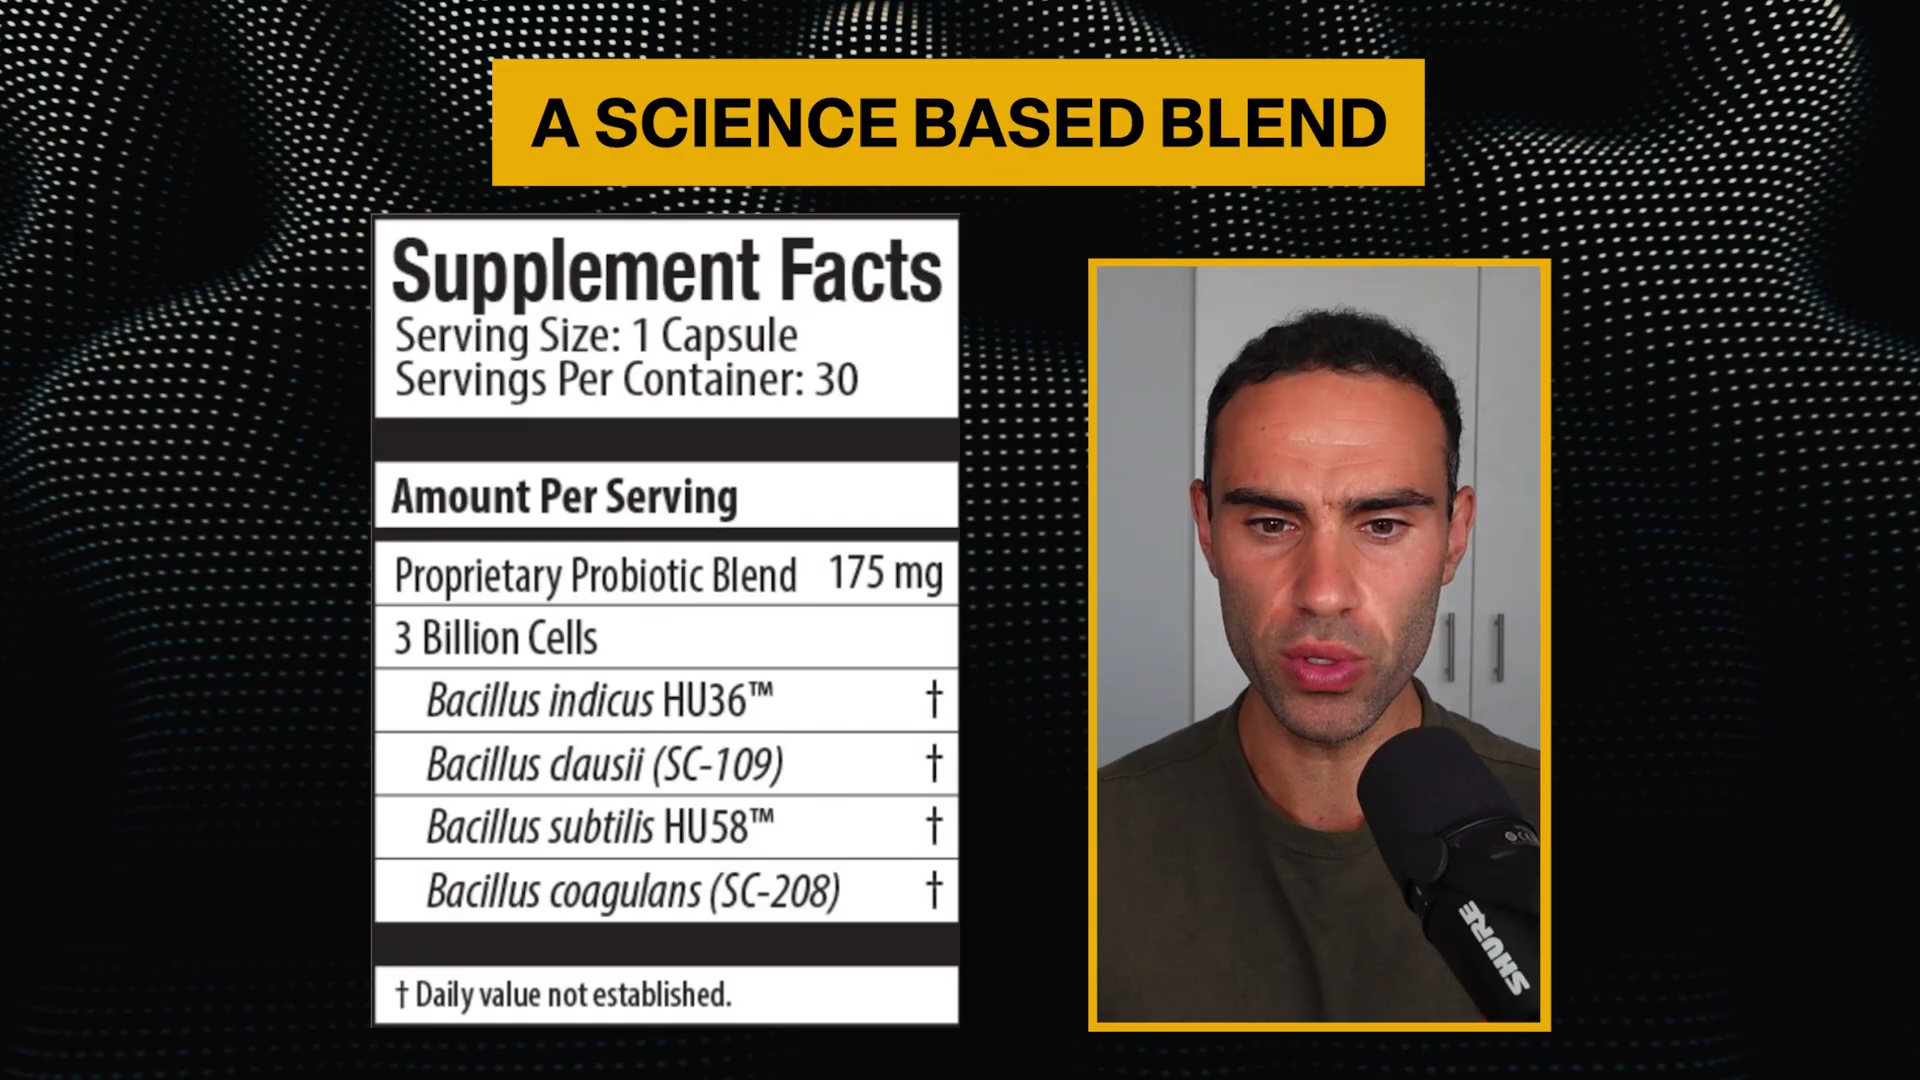 A SCIENCE BASED BLEND
Supplement Facts
Serving Size: 1 Capsule
Servings Per Container: 30
Amount Per Serving
Proprietary Probiotic Blend 175 mg
3 Billion Cells
Bacillus indicus HU36™ †
Bacillus clausii (SC-109) †
Bacillus subtilis HU58™ †
Bacillus coagulans (SC-208) †
† Daily value not established.
SHURE